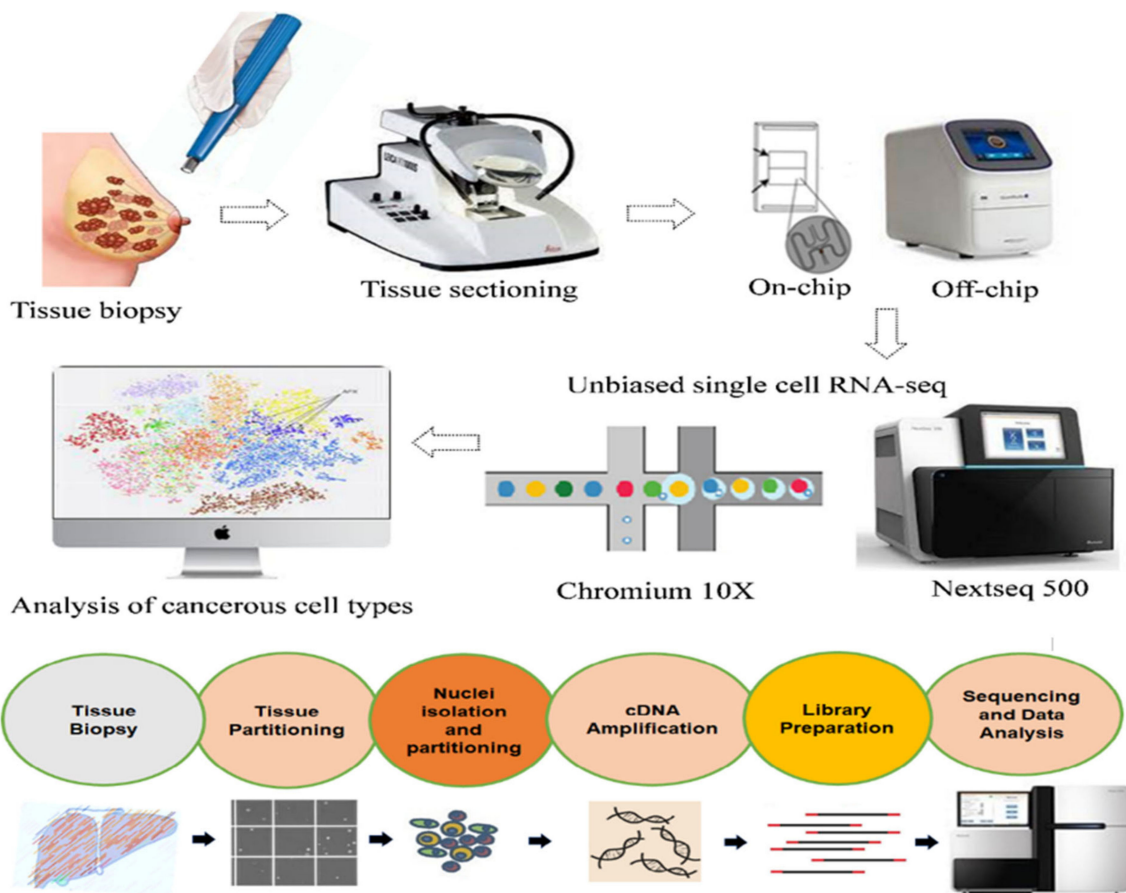 Tissue biopsy
Tissue sectioning
On-chip
Off-chip
Unbiased single cell RNA-seq
Chromium 10X
Nextseq 500
Analysis of cancerous cell types
Tissue
Biopsy
Tissue
Partitioning
Nuclei
isolation
and
partitioning
cDNA
Amplification
Library
Preparation
Sequencing
and Data
Analysis